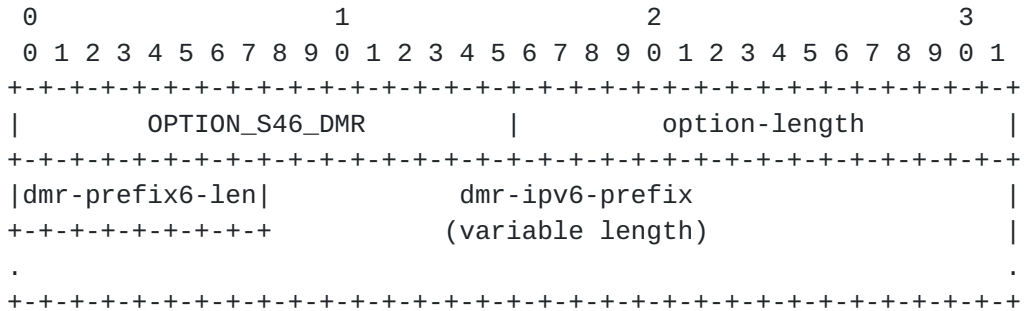 0                   1                   2                   3
 0 1 2 3 4 5 6 7 8 9 0 1 2 3 4 5 6 7 8 9 0 1 2 3 4 5 6 7 8 9 0 1
+-+-+-+-+-+-+-+-+-+-+-+-+-+-+-+-+-+-+-+-+-+-+-+-+-+-+-+-+-+-+-+-+
|        OPTION_S46_DMR         |         option-length         |
+-+-+-+-+-+-+-+-+-+-+-+-+-+-+-+-+-+-+-+-+-+-+-+-+-+-+-+-+-+-+-+-+
|dmr-prefix6-len|            dmr-ipv6-prefix                    |
+-+-+-+-+-+-+-+-+           (variable length)                   |
.                                                               .
+-+-+-+-+-+-+-+-+-+-+-+-+-+-+-+-+-+-+-+-+-+-+-+-+-+-+-+-+-+-+-+-+